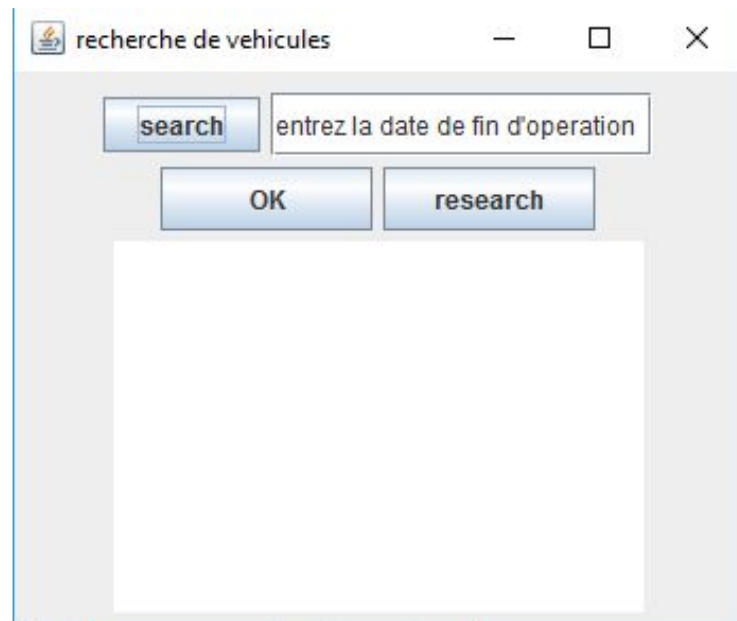 recherche de vehicules
search entrez la date de fin d'operation
OK research